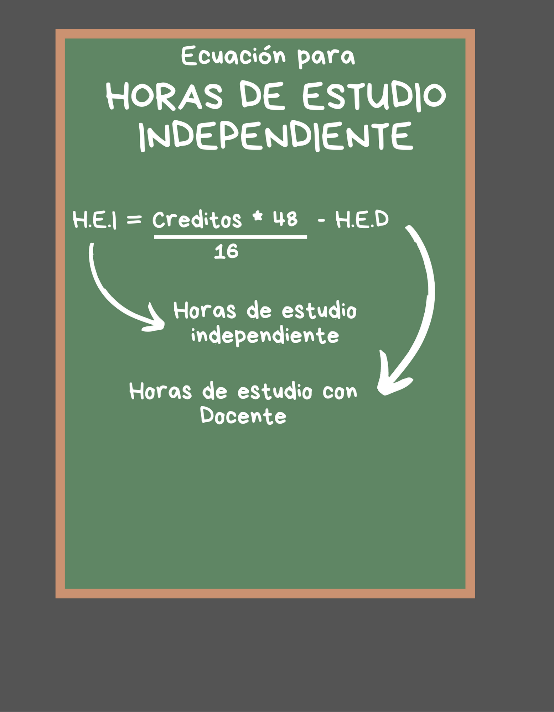 Ecuación para
HORAS DE ESTUDIO
INDEPENDIENTE
H.E.I = Creditos * 48 - H.E.D
16
Horas de estudio
independiente
Horas de estudio con
Docente